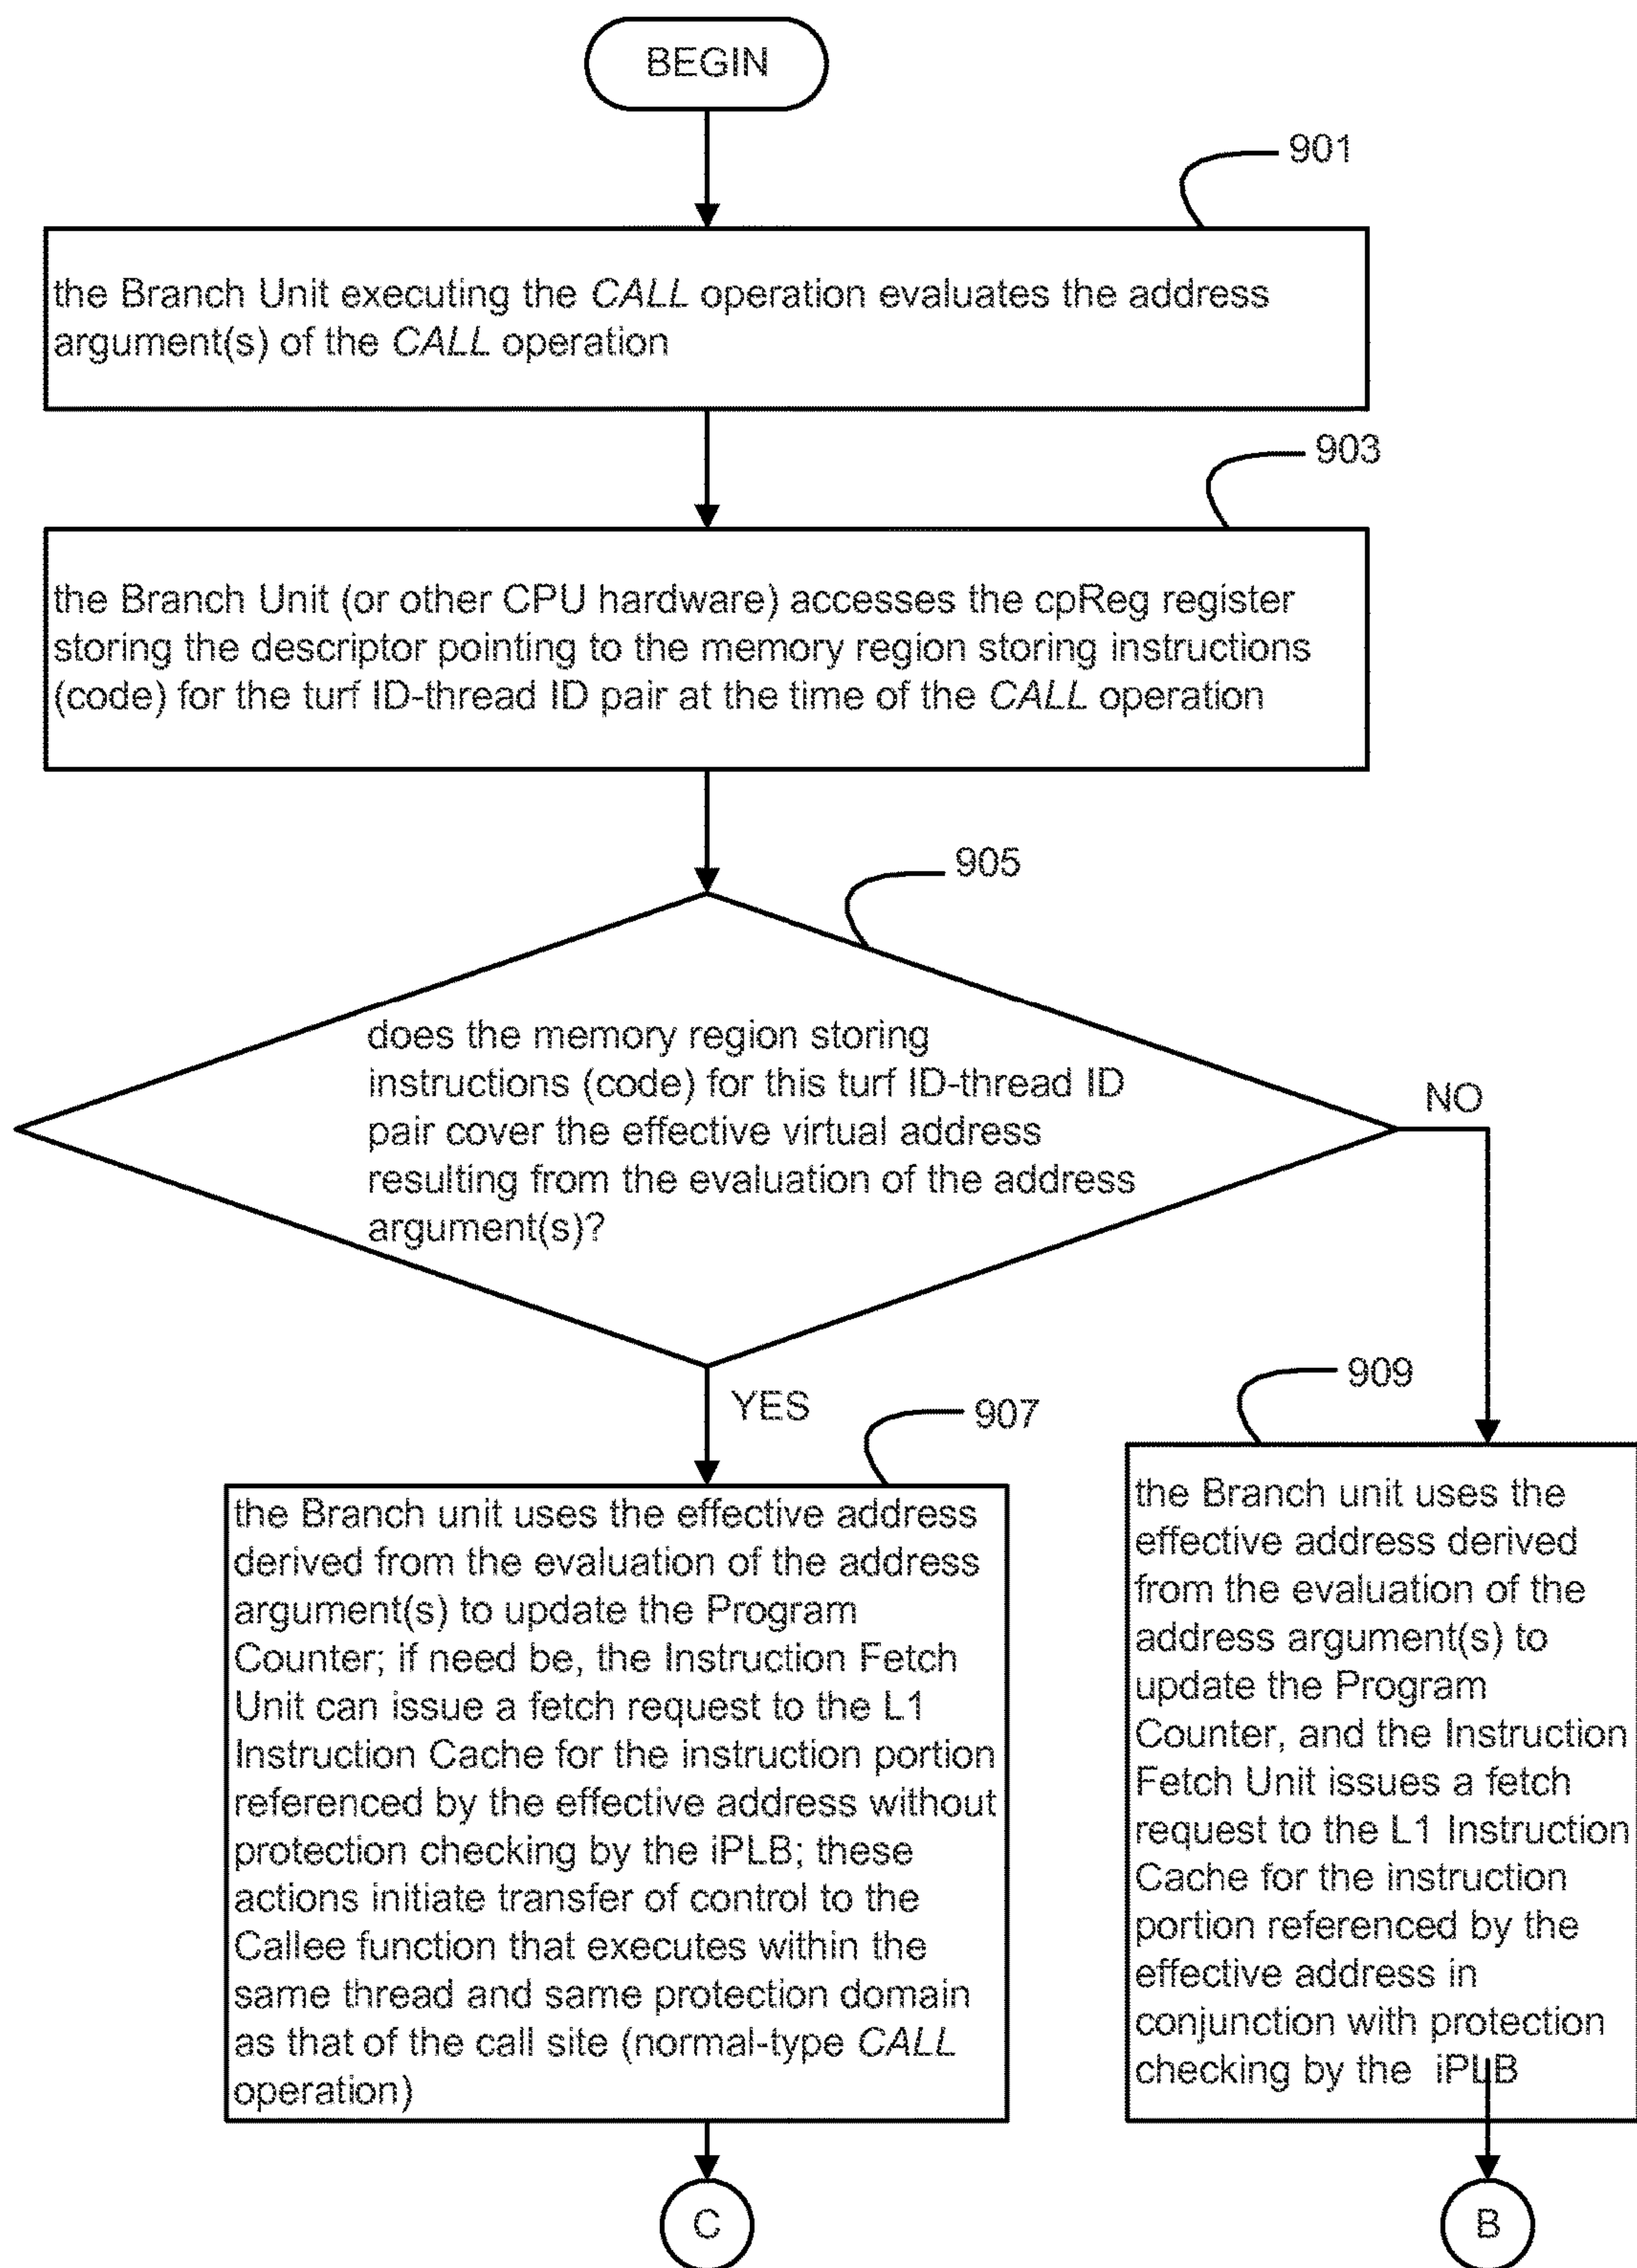 BEGIN
901
the Branch Unit executing the CALL operation evaluates the address
argument(s) of the CALL operation
903
the Branch Unit (or other CPU hardware) accesses the cpReg register
storing the descriptor pointing to the memory region storing instructions
(code) for the turf ID-thread ID pair at the time of the CALL operation
905
does the memory region storing
instructions (code) for this turf ID-thread ID
pair cover the effective virtual address
resulting from the evaluation of the address
argument(s)?
NO
YES
907
the Branch unit uses the effective address
derived from the evaluation of the address
argument(s) to update the Program
Counter; if need be, the Instruction Fetch
Unit can issue a fetch request to the L1
Instruction Cache for the instruction portion
referenced by the effective address without
protection checking by the iPLB; these
actions initiate transfer of control to the
Callee function that executes within the
same thread and same protection domain
as that of the call site (normal-type CALL
operation)
909
the Branch unit uses the
effective address derived
from the evaluation of the
address argument(s) to
update the Program
Counter, and the Instruction
Fetch Unit issues a fetch
request to the L1 Instruction
Cache for the instruction
portion referenced by the
effective address in
conjunction with protection
checking by the iPLB
C
B